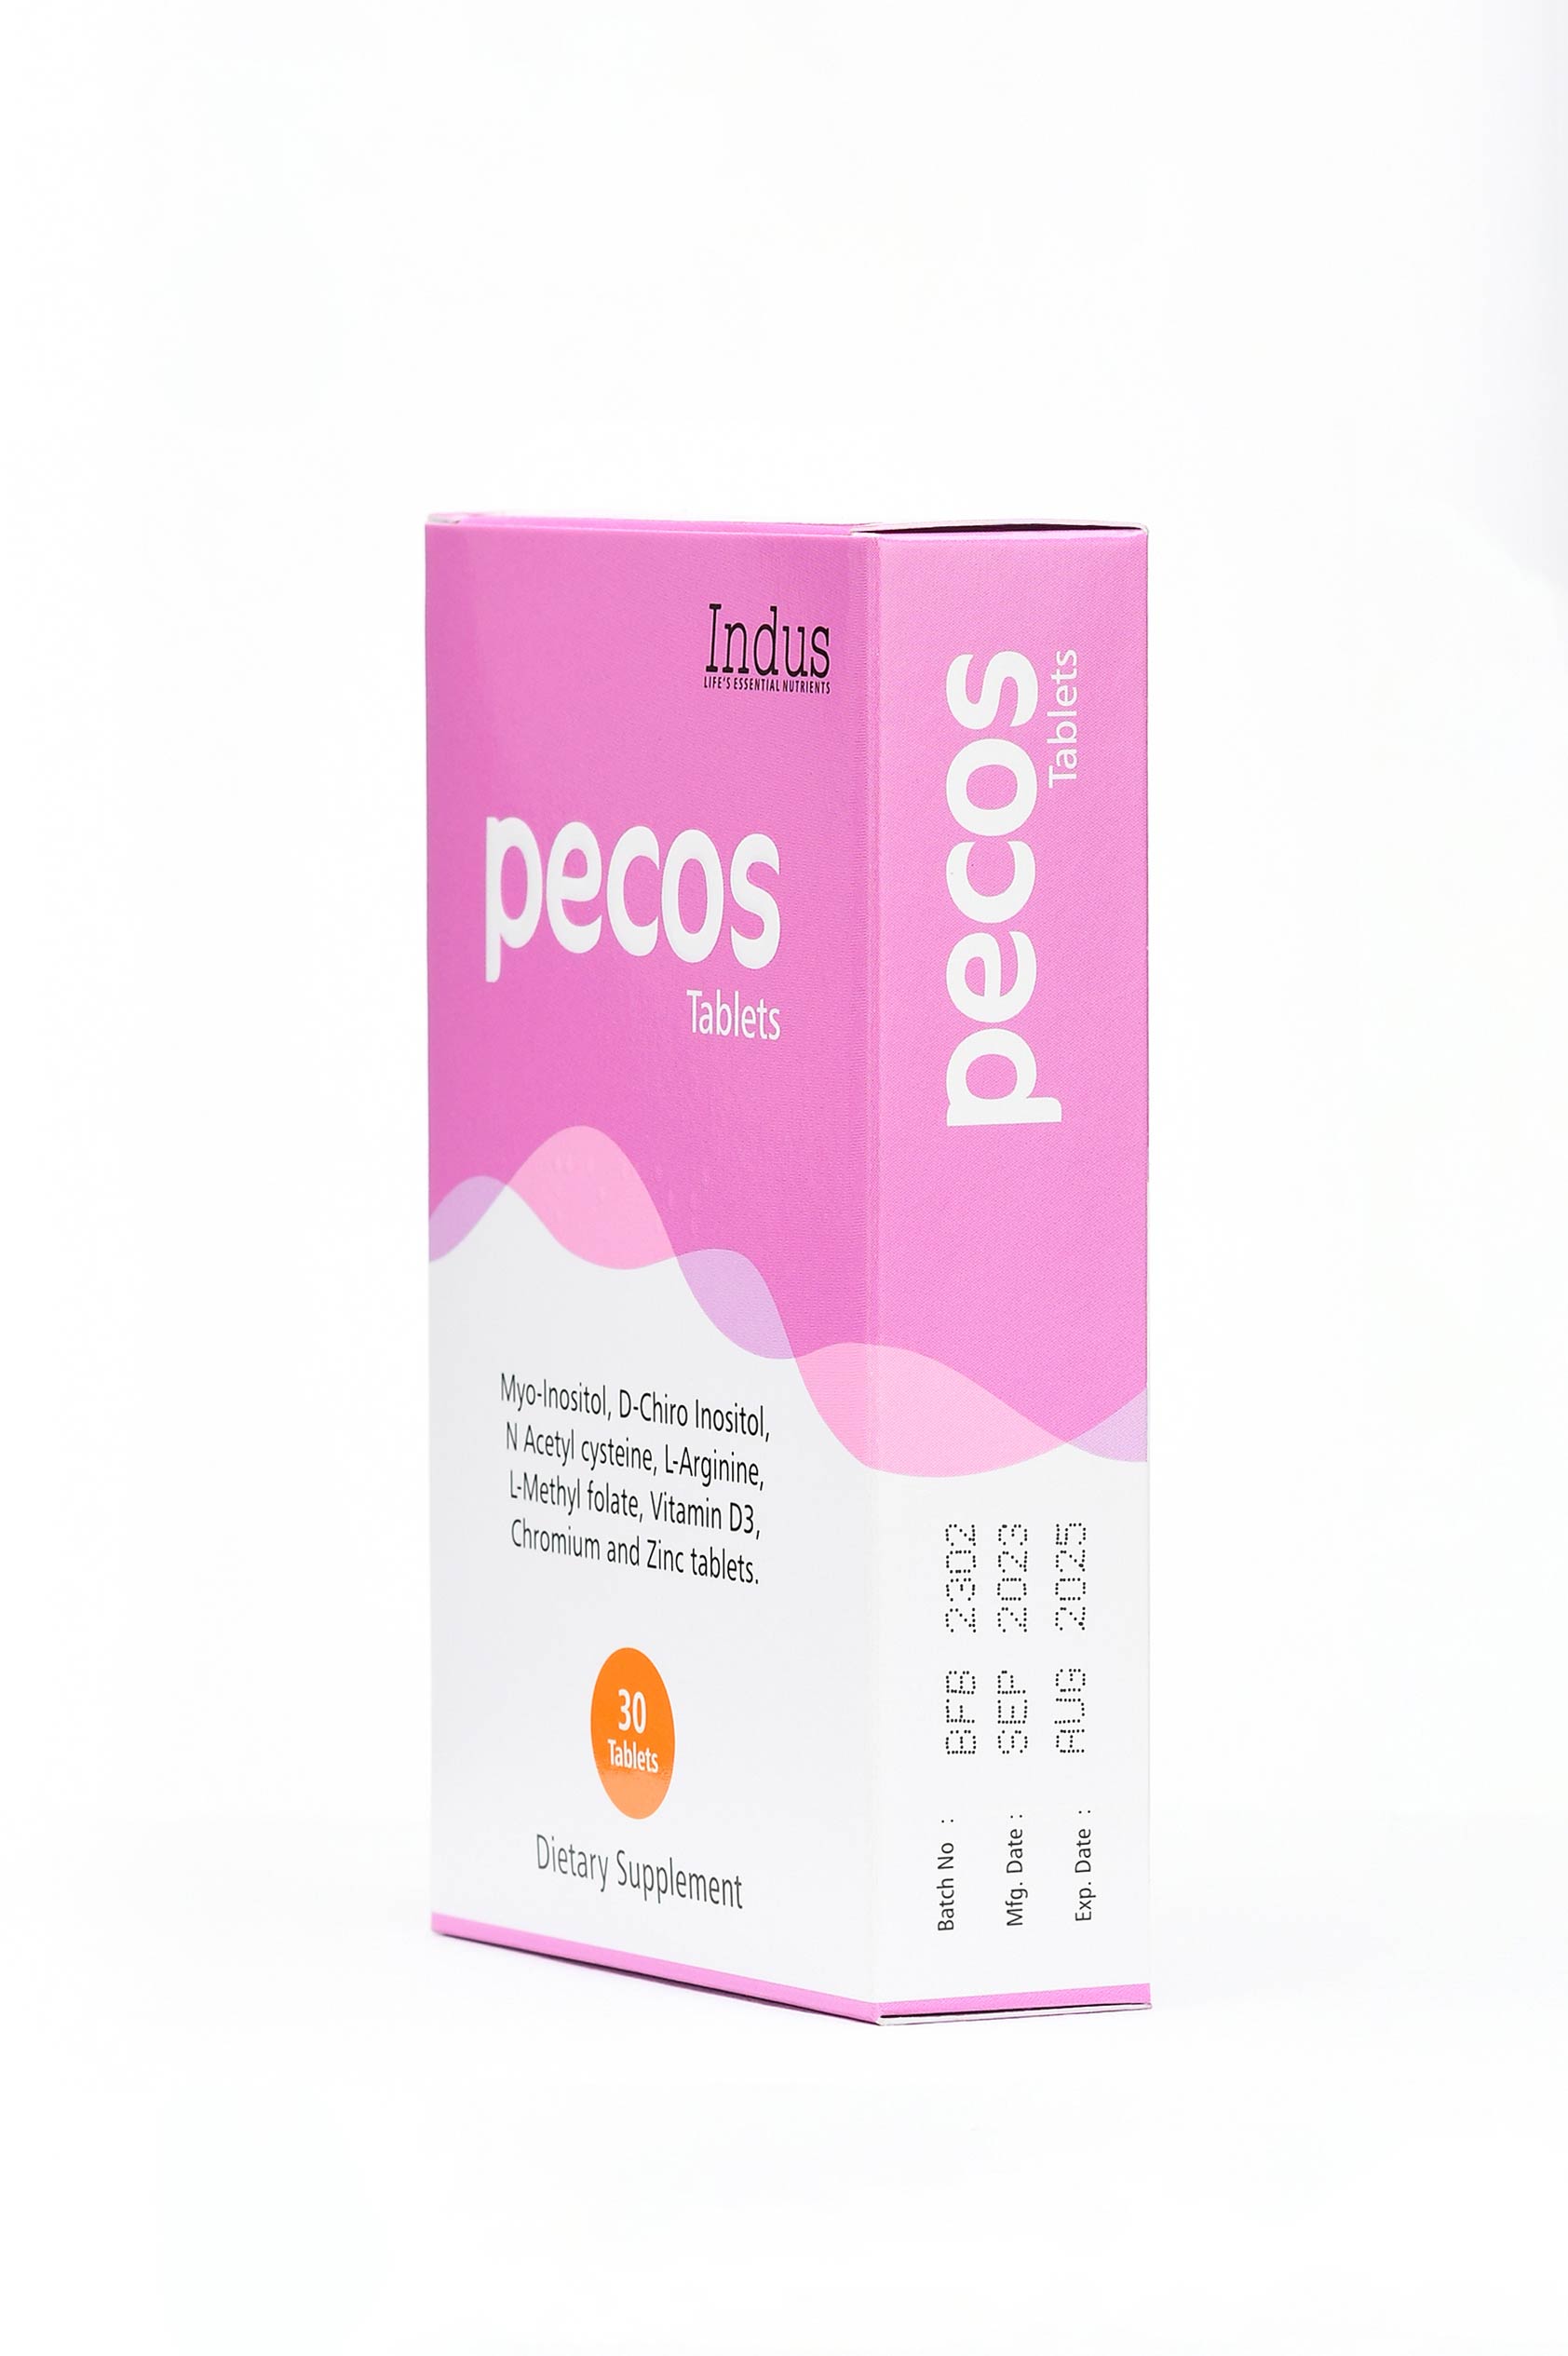 Indus
LIFE'S ESSENTIAL NUTRIENTS
pecos
Tablets
Myo-Inositol, D-Chiro Inositol,
N Acetyl cysteine, L-Arginine,
L-Methyl folate, Vitamin D3,
Chromium and Zinc tablets.
30
Tablets
Dietary Supplement
pecos
Tablets
Batch No : BFB 2302
Mfg. Date : SEP 2023
Exp. Date : AUG 2025